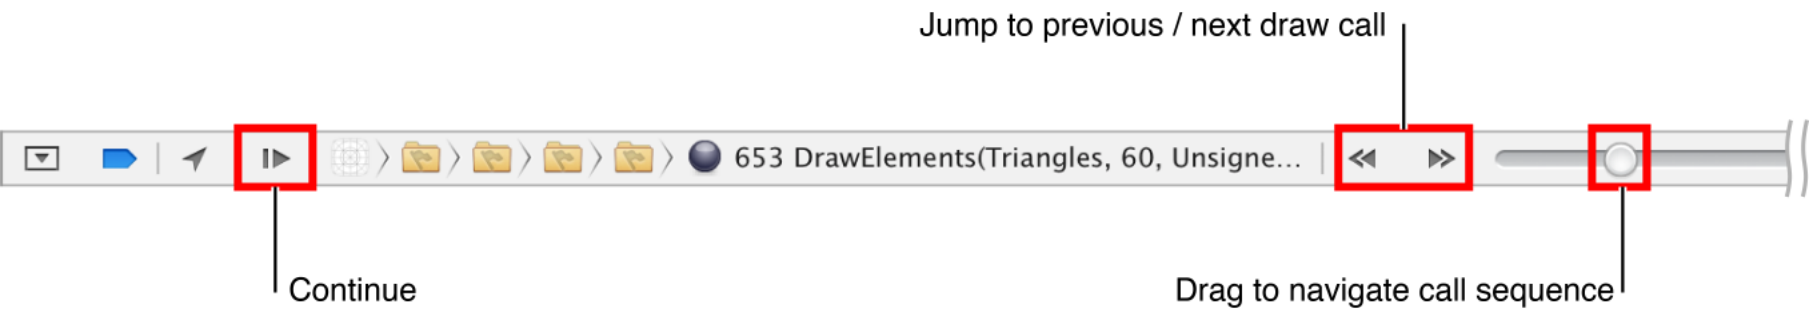 Jump to previous / next draw call
653 DrawElements(Triangles, 60, Unsigne...
Continue
Drag to navigate call sequence